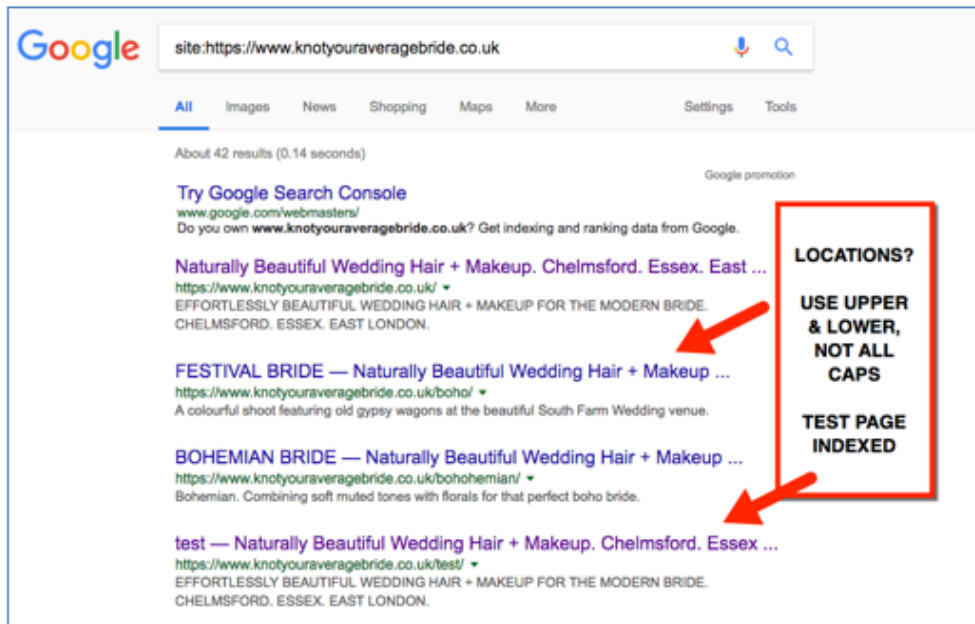 Google
site:https://www.knotyouraveragebride.co.uk
All Images News Shopping Maps More Settings Tools
About 42 results (0.14 seconds)
Google promotion
Try Google Search Console
www.google.com/webmasters/
Do you own www.knotyouraveragebride.co.uk? Get indexing and ranking data from Google.
Naturally Beautiful Wedding Hair + Makeup. Chelmsford. Essex. East ...
https://www.knotyouraveragebride.co.uk/
EFFORTLESSLY BEAUTIFUL WEDDING HAIR + MAKEUP FOR THE MODERN BRIDE.
CHELMSFORD. ESSEX. EAST LONDON.
FESTIVAL BRIDE — Naturally Beautiful Wedding Hair + Makeup ...
https://www.knotyouraveragebride.co.uk/boho/
A colourful shoot featuring old gypsy wagons at the beautiful South Farm Wedding venue.
BOHEMIAN BRIDE — Naturally Beautiful Wedding Hair + Makeup ...
https://www.knotyouraveragebride.co.uk/bohohemian/
Bohemian. Combining soft muted tones with florals for that perfect boho bride.
test — Naturally Beautiful Wedding Hair + Makeup. Chelmsford. Essex ...
https://www.knotyouraveragebride.co.uk/test/
EFFORTLESSLY BEAUTIFUL WEDDING HAIR + MAKEUP FOR THE MODERN BRIDE.
CHELMSFORD. ESSEX. EAST LONDON.
LOCATIONS?
USE UPPER
& LOWER,
NOT ALL
CAPS
TEST PAGE
INDEXED